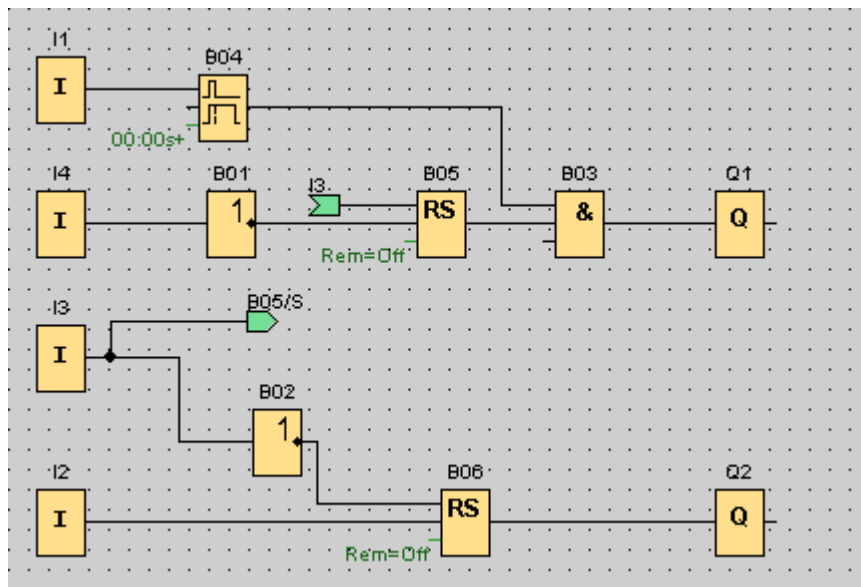 I1
B04
I
00:00s+
I4
B01
I3
B05
B03
Q1
I
1
RS
&
Q
Rem=Off
I3
B05/S
I
B02
1
I2
B06
Q2
I
RS
Q
Rem=Off